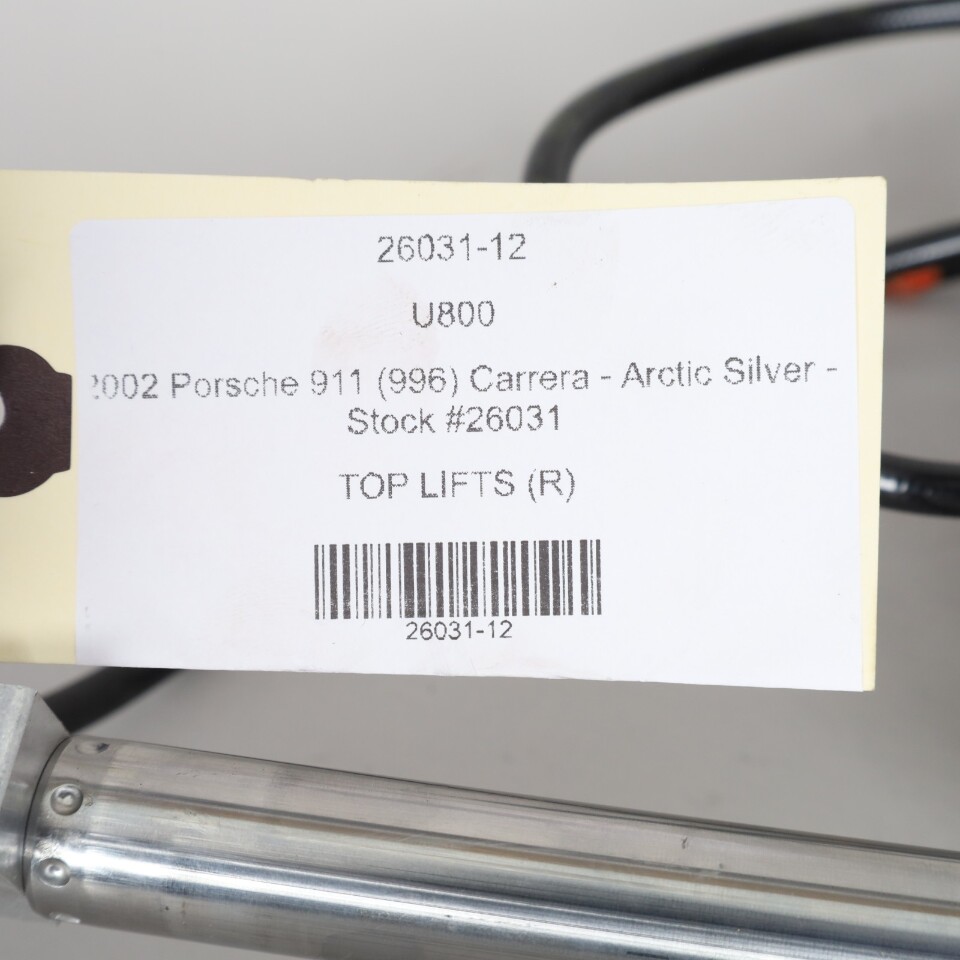 26031-12
U800
2002 Porsche 911 (996) Carrera - Arctic Silver -
Stock #26031
TOP LIFTS (R)
26031-12